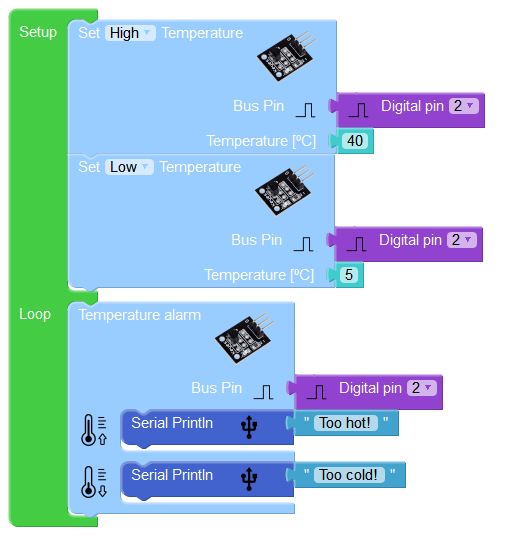 Setup
Set High Temperature
Bus Pin Digital pin 2
Temperature [ºC] 40
Set Low Temperature
Bus Pin Digital pin 2
Temperature [ºC] 5
Loop
Temperature alarm
Bus Pin Digital pin 2
Serial Println " Too hot! "
Serial Println " Too cold! "